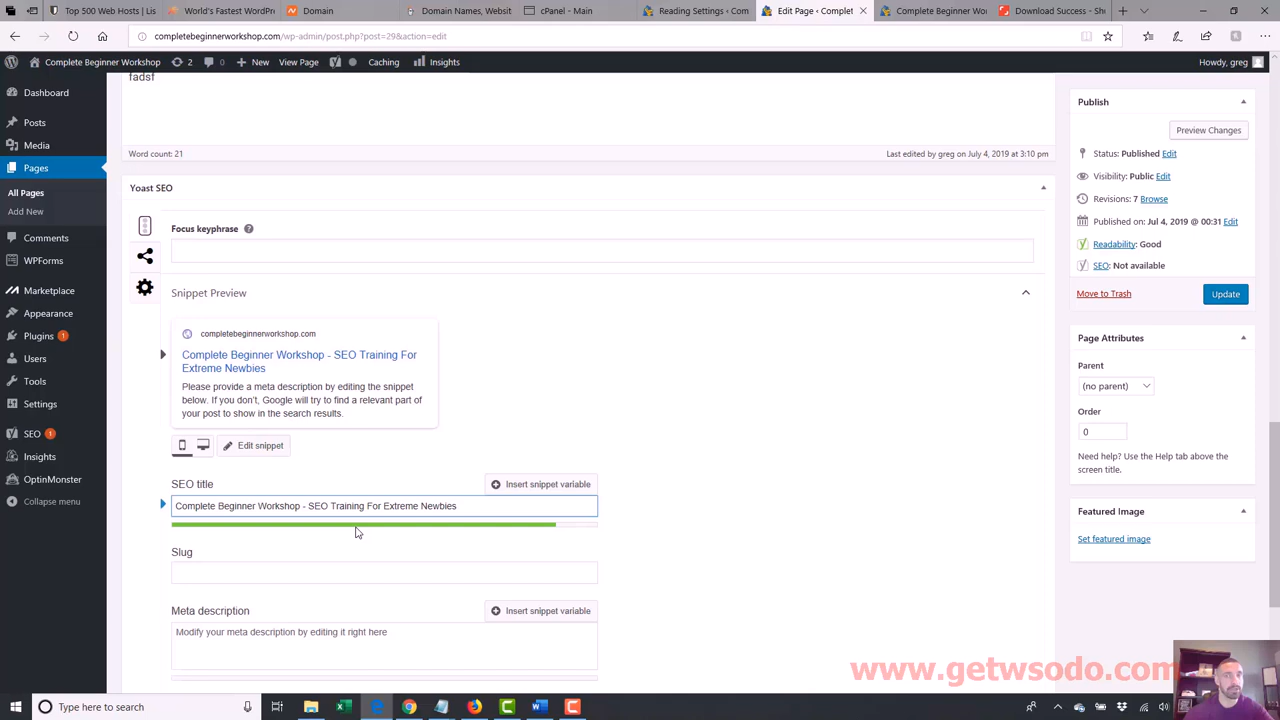 Top 500 Web Hosts | Lis
World's Fastest WordPre
Domain
Domain Names, Websit
cPanel - Main
Reading Settings < Com
Edit Page < Complet
Complete Beginner Wo
Download Success - Sh
completebeginnerworkshop.com/wp-admin/post.php?post=29&action=edit
Complete Beginner Workshop 2 0 + New View Page Caching Insights
Howdy, greg
Dashboard
Posts
Media
Pages
All Pages
Add New
Comments
WPForms
Marketplace
Appearance
Plugins 1
Users
Tools
Settings
SEO 1
Insights
OptinMonster
Collapse menu
fadsf
Word count: 21
Last edited by greg on July 4, 2019 at 3:10 pm
Yoast SEO
Focus keyphrase ?
Snippet Preview
completebeginnerworkshop.com
Complete Beginner Workshop - SEO Training For
Extreme Newbies
Please provide a meta description by editing the snippet
below. If you don't, Google will try to find a relevant part of
your post to show in the search results.
Edit snippet
SEO title
Insert snippet variable
Complete Beginner Workshop - SEO Training For Extreme Newbies
Slug
Meta description
Insert snippet variable
Modify your meta description by editing it right here
Publish
Preview Changes
Status: Published Edit
Visibility: Public Edit
Revisions: 7 Browse
Published on: Jul 4, 2019 @ 00:31 Edit
Readability: Good
SEO: Not available
Move to Trash
Update
Page Attributes
Parent
(no parent)
Order
0
Need help? Use the Help tab above the
screen title.
Featured Image
Set featured image
www.getwsodo.com
Type here to search